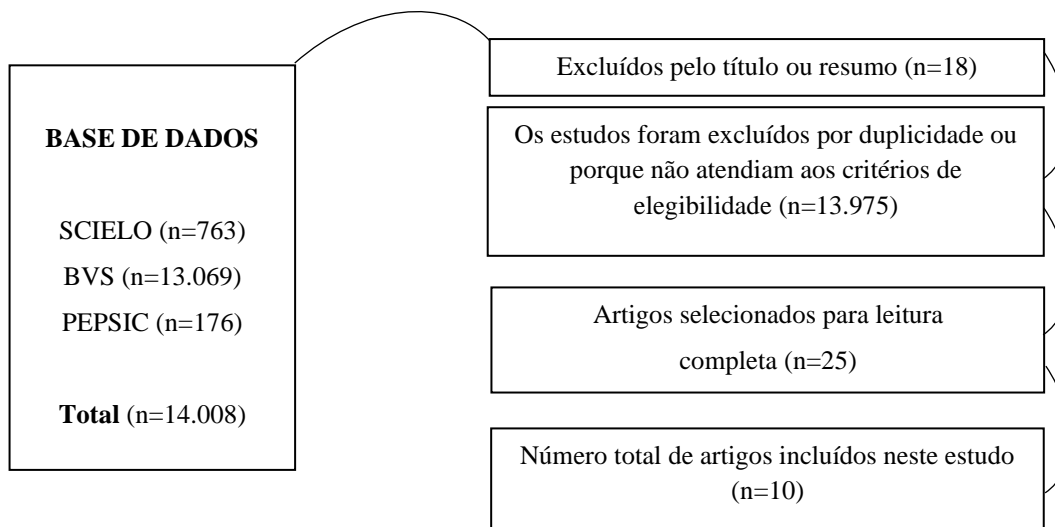 BASE DE DADOS
SCIELO (n=763)
BVS (n=13.069)
PEPSIC (n=176)
Total (n=14.008)
Excluídos pelo título ou resumo (n=18)
Os estudos foram excluídos por duplicidade ou
porque não atendiam aos critérios de
elegibilidade (n=13.975)
Artigos selecionados para leitura
completa (n=25)
Número total de artigos incluídos neste estudo
(n=10)